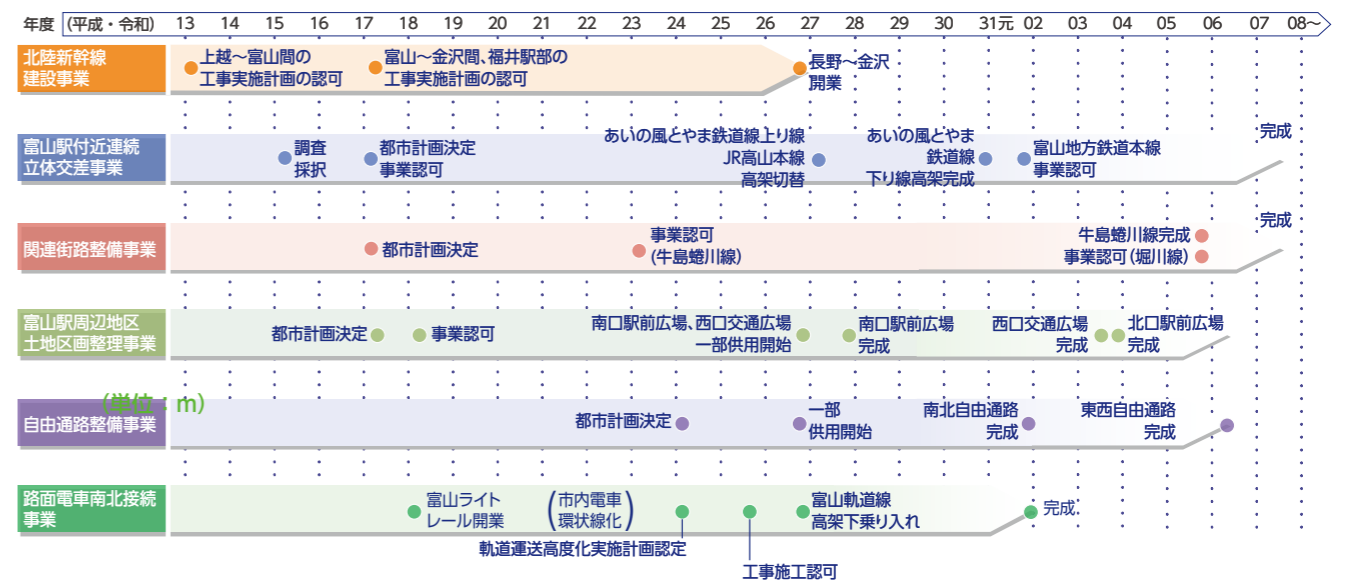 年度 (平成・令和) 13 14 15 16 17 18 19 20 21 22 23 24 25 26 27 28 29 30 31元 02 03 04 05 06 07 08～
北陸新幹線
建設事業
上越～富山間の
工事実施計画の認可
富山～金沢間、福井駅部の
工事実施計画の認可
長野～金沢
開業
富山駅付近連続
立体交差事業
調査
採択
都市計画決定
事業認可
あいの風とやま鉄道線上り線
JR高山本線
高架切替
あいの風とやま
鉄道線
下り線高架完成
富山地方鉄道本線
事業認可
完成
関連街路整備事業
都市計画決定
事業認可
(牛島蜷川線)
牛島蜷川線完成
事業認可(堀川線)
完成
富山駅周辺地区
土地区画整理事業
都市計画決定
事業認可
南口駅前広場、西口交通広場
一部供用開始
南口駅前広場
完成
西口交通広場
完成
北口駅前広場
完成
(単位：m)
自由通路整備事業
都市計画決定
一部
供用開始
南北自由通路
完成
東西自由通路
完成
路面電車南北接続
事業
富山ライト
レール開業
(市内電車
環状線化)
軌道運送高度化実施計画認定
工事施工認可
富山軌道線
高架下乗り入れ
完成